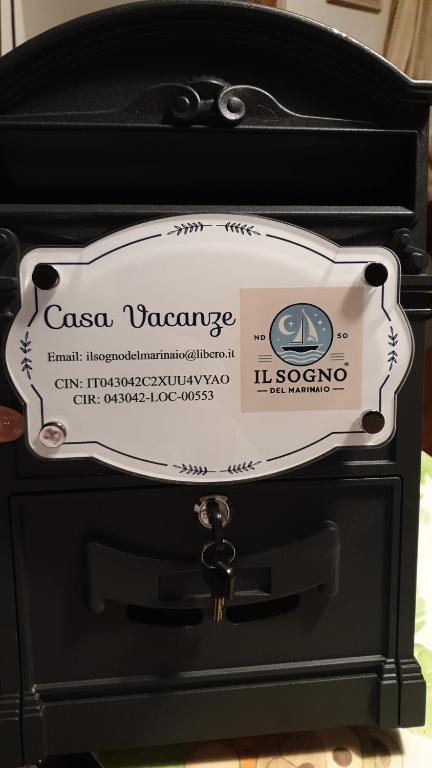 Casa Vacanze
Email: ilsognodelmarinaio@libero.it
CIN: IT043042C2XUU4VYAO
CIR: 043042-LOC-00553
ND SO
IL SOGNO
DEL MARINAIO